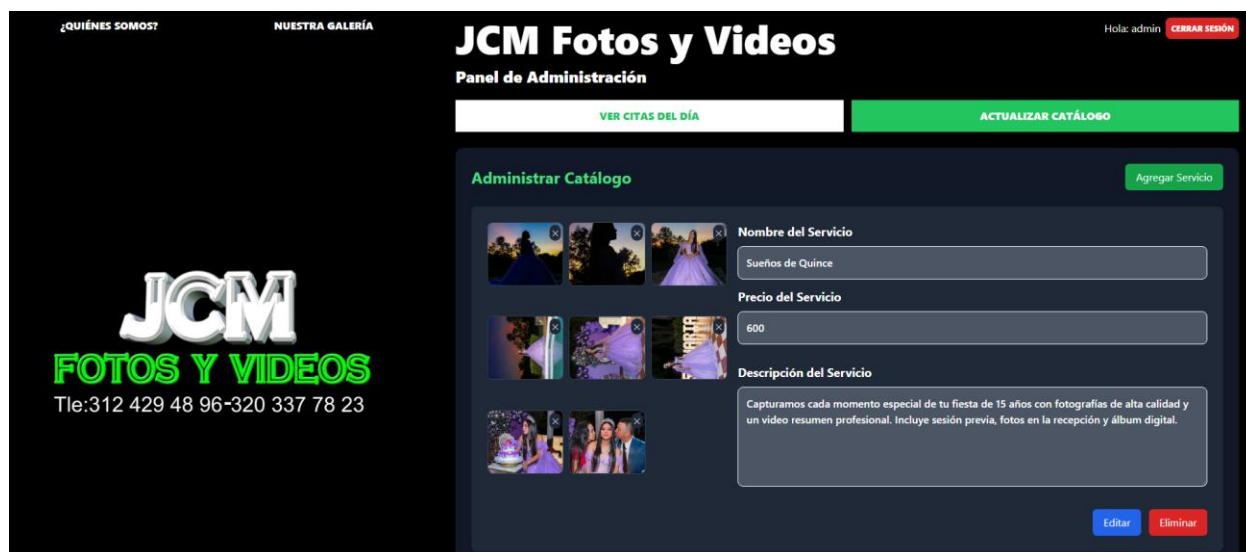 ¿QUIÉNES SOMOS?
NUESTRA GALERÍA
JCM
FOTOS Y VIDEOS
Tle:312 429 48 96-320 337 78 23
JCM Fotos y Videos
Hola: admin
CERRAR SESIÓN
Panel de Administración
VER CITAS DEL DÍA
ACTUALIZAR CATÁLOGO
Administrar Catálogo
Agregar Servicio
Nombre del Servicio
Sueños de Quince
Precio del Servicio
600
Descripción del Servicio
Capturamos cada momento especial de tu fiesta de 15 años con fotografías de alta calidad y
un video resumen profesional. Incluye sesión previa, fotos en la recepción y álbum digital.
Editar
Eliminar